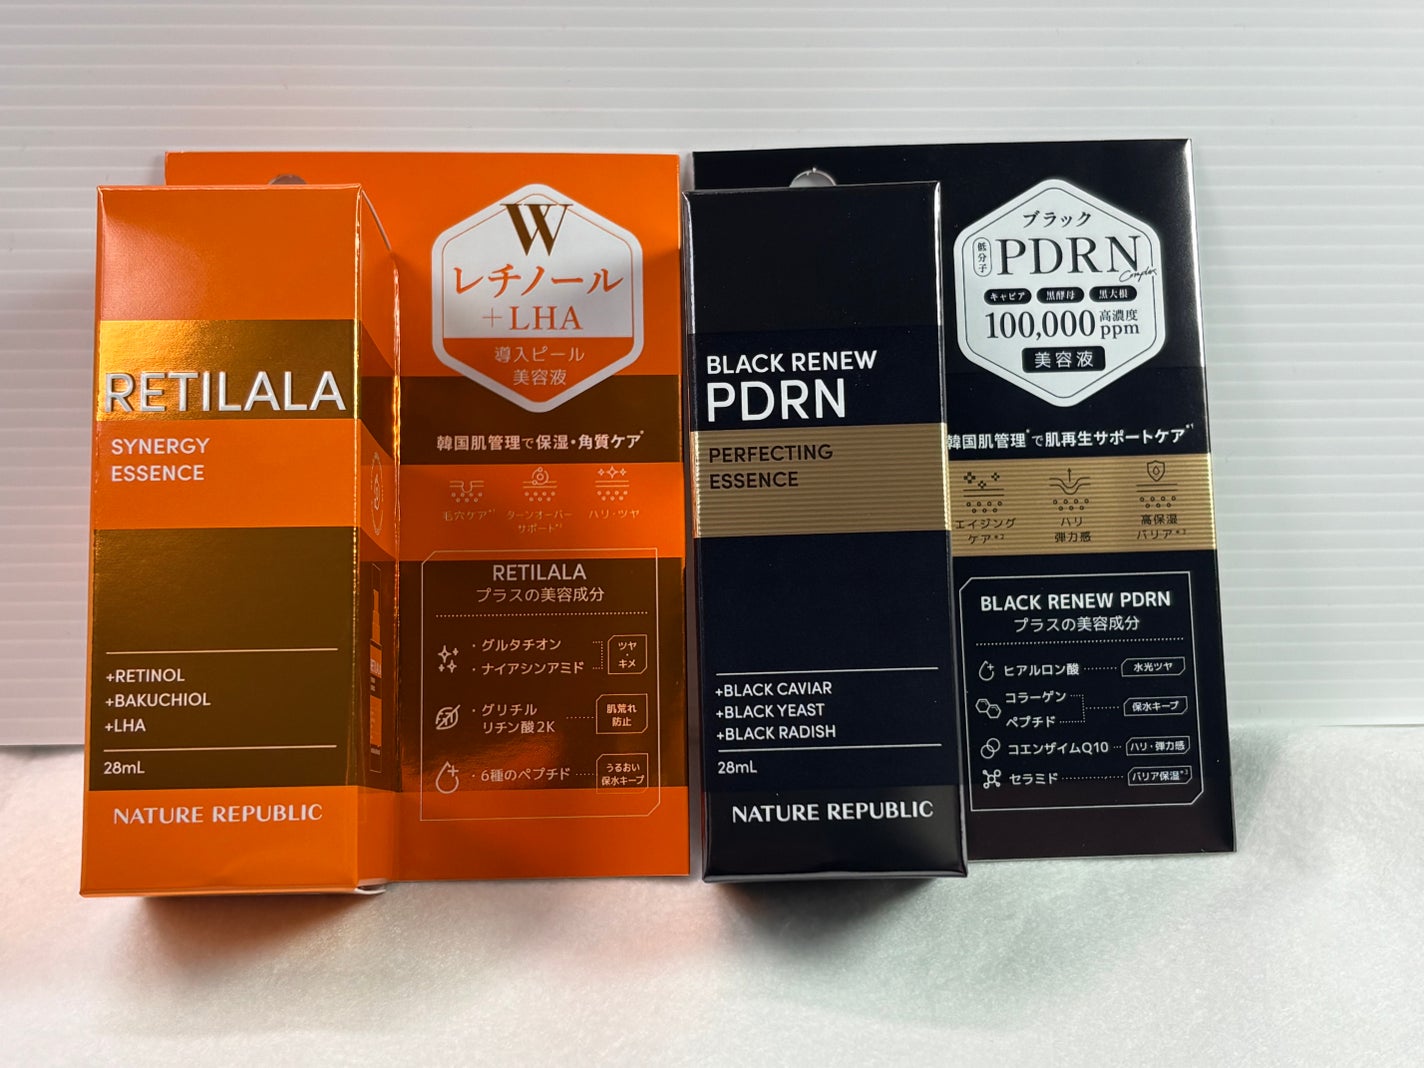 RETILALA
SYNERGY
ESSENCE
+RETINOL
+BAKUCHIOL
+LHA
28mL
NATURE REPUBLIC
W
レチノール
+LHA
導入ピール
美容液
韓国肌管理で保湿・角質ケア*
毛穴ケア*1
ターンオーバー
サポート*2
ハリ・ツヤ
RETILALA
プラスの美容成分
・グルタチオン
・ナイアシンアミド
ツヤ
・
キメ
・グリチル
リチン酸2K
肌荒れ
防止
・6種のペプチド
うるおい
保水キープ
BLACK RENEW
PDRN
PERFECTING
ESSENCE
+BLACK CAVIAR
+BLACK YEAST
+BLACK RADISH
28mL
NATURE REPUBLIC
ブラック
低分子
PDRN
Complex
キャビア 黒酵母 黒大根
100,000 高濃度 ppm
美容液
韓国肌管理*で肌再生サポートケア*1
エイジング
ケア*2
ハリ
弾力感
高保湿
バリア*3
BLACK RENEW PDRN
プラスの美容成分
ヒアルロン酸 水光ツヤ
コラーゲン
ペプチド
保水キープ
コエンザイムQ10 ハリ・弾力感
セラミド バリア保湿*3